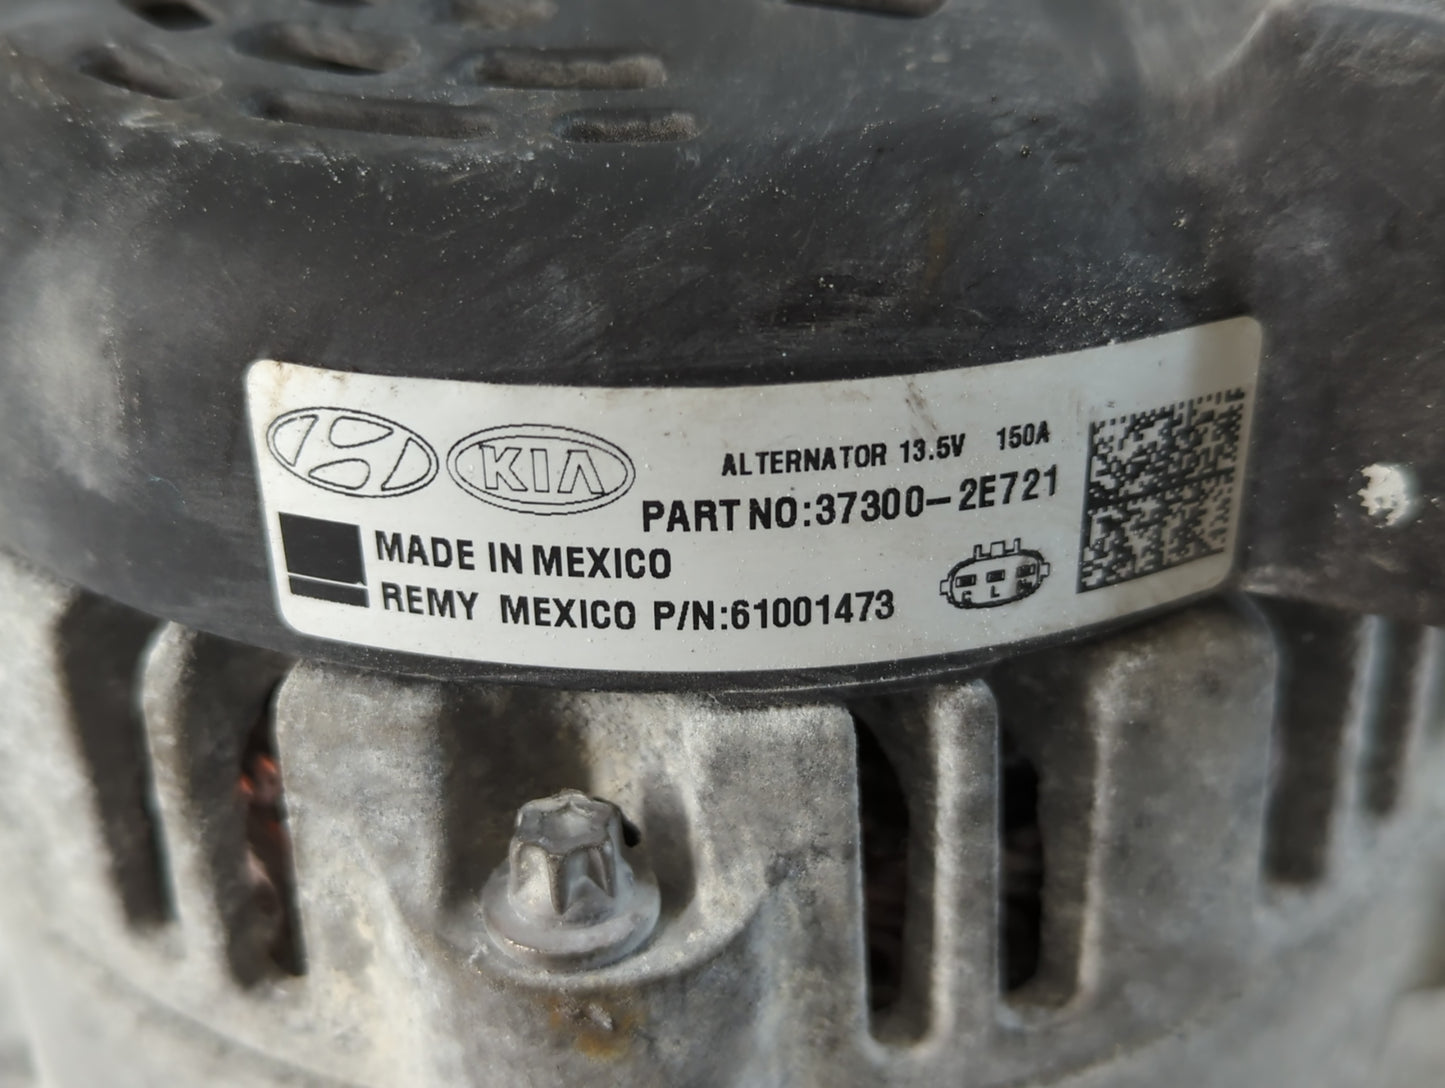 KIA
ALTERNATOR 13.5V 150A
PART NO:37300-2E721
MADE IN MEXICO
REMY MEXICO P/N:61001473